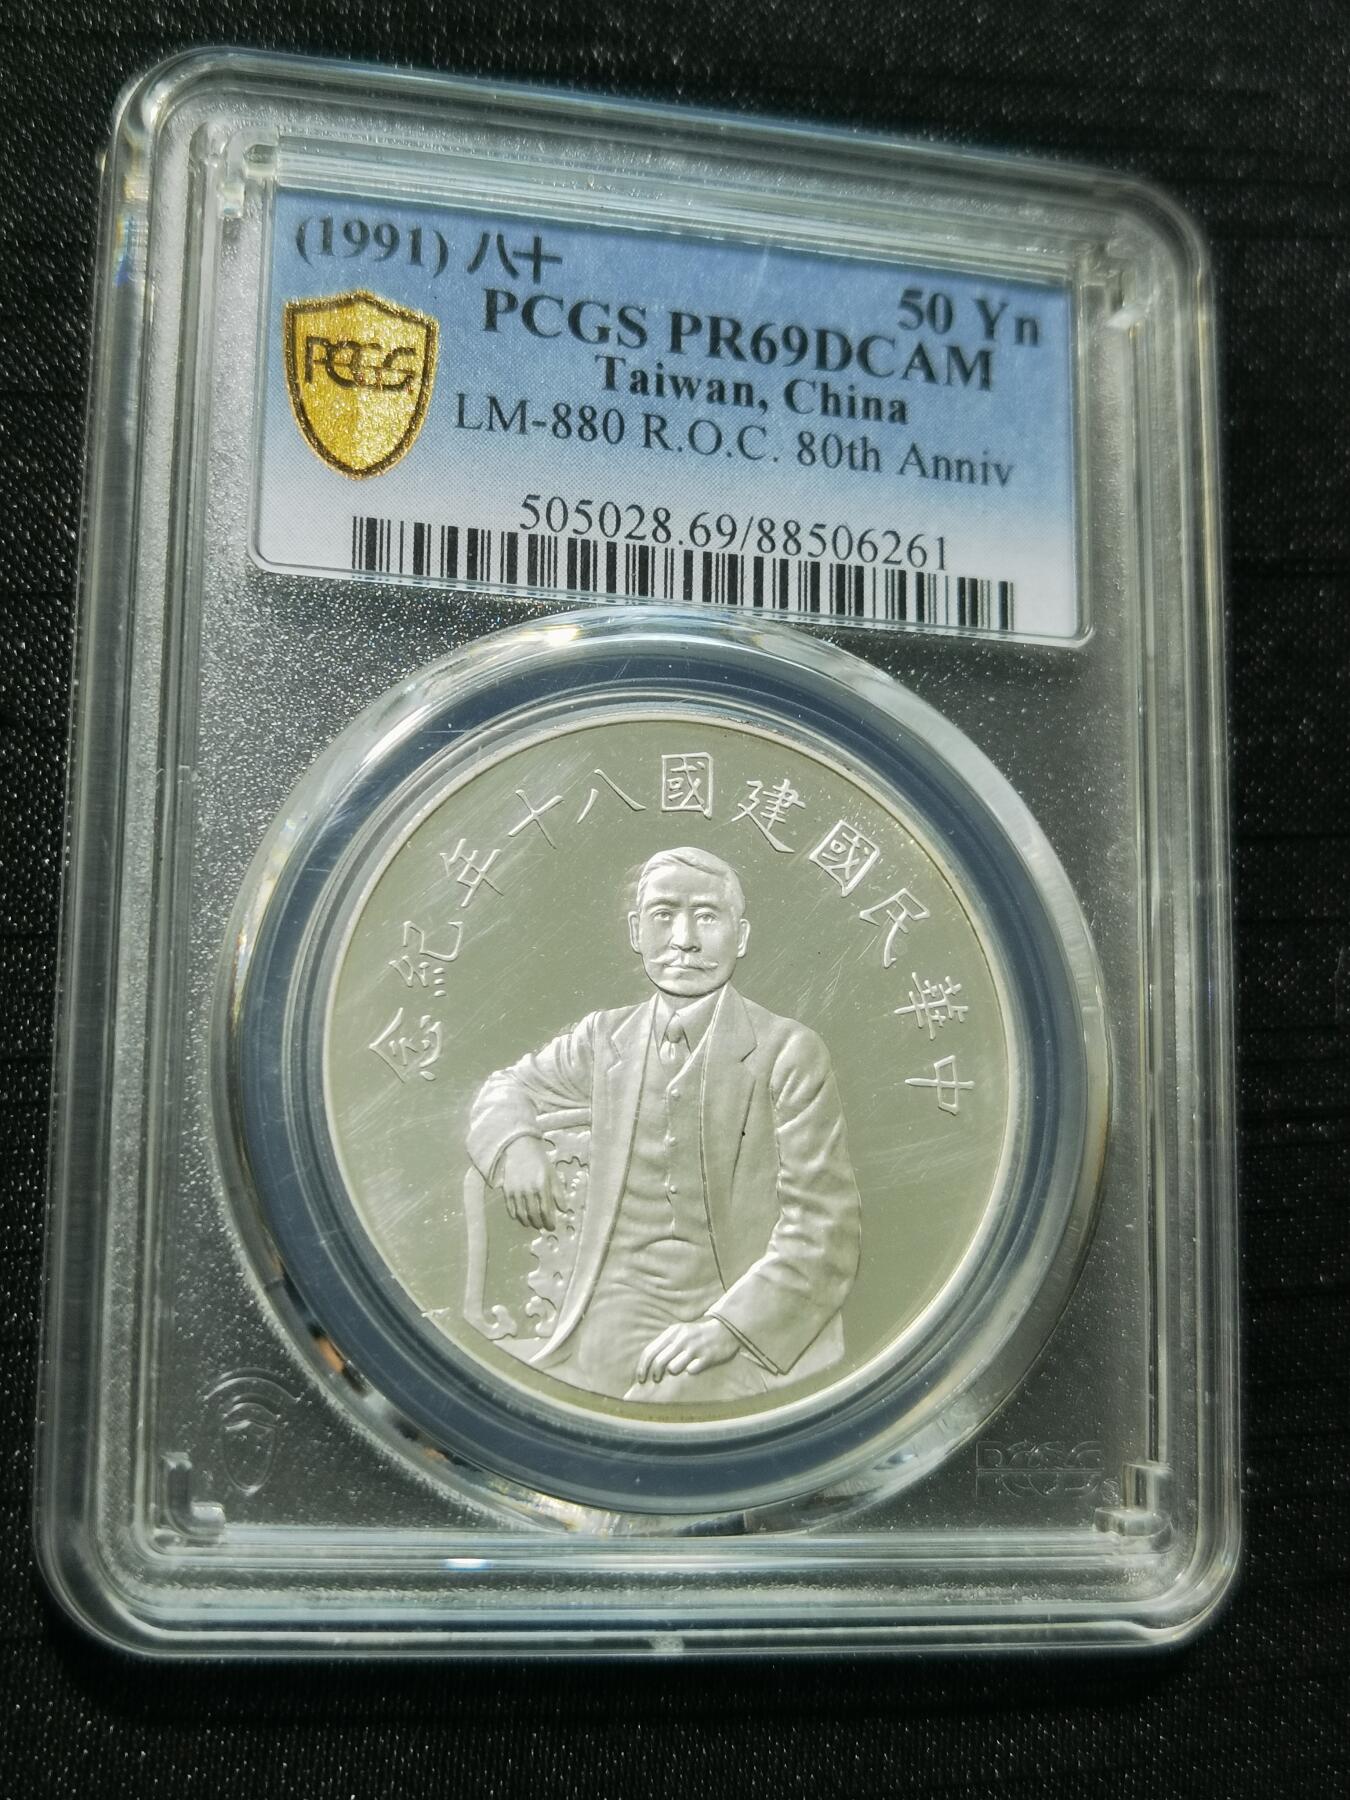 (1991) 八十
50 Yn
PCGS
PCGS PR69DCAM
Taiwan, China
LM-880 R.O.C. 80th Anniv
505028.69/88506261
中華民國建國八十年紀念
PCGS